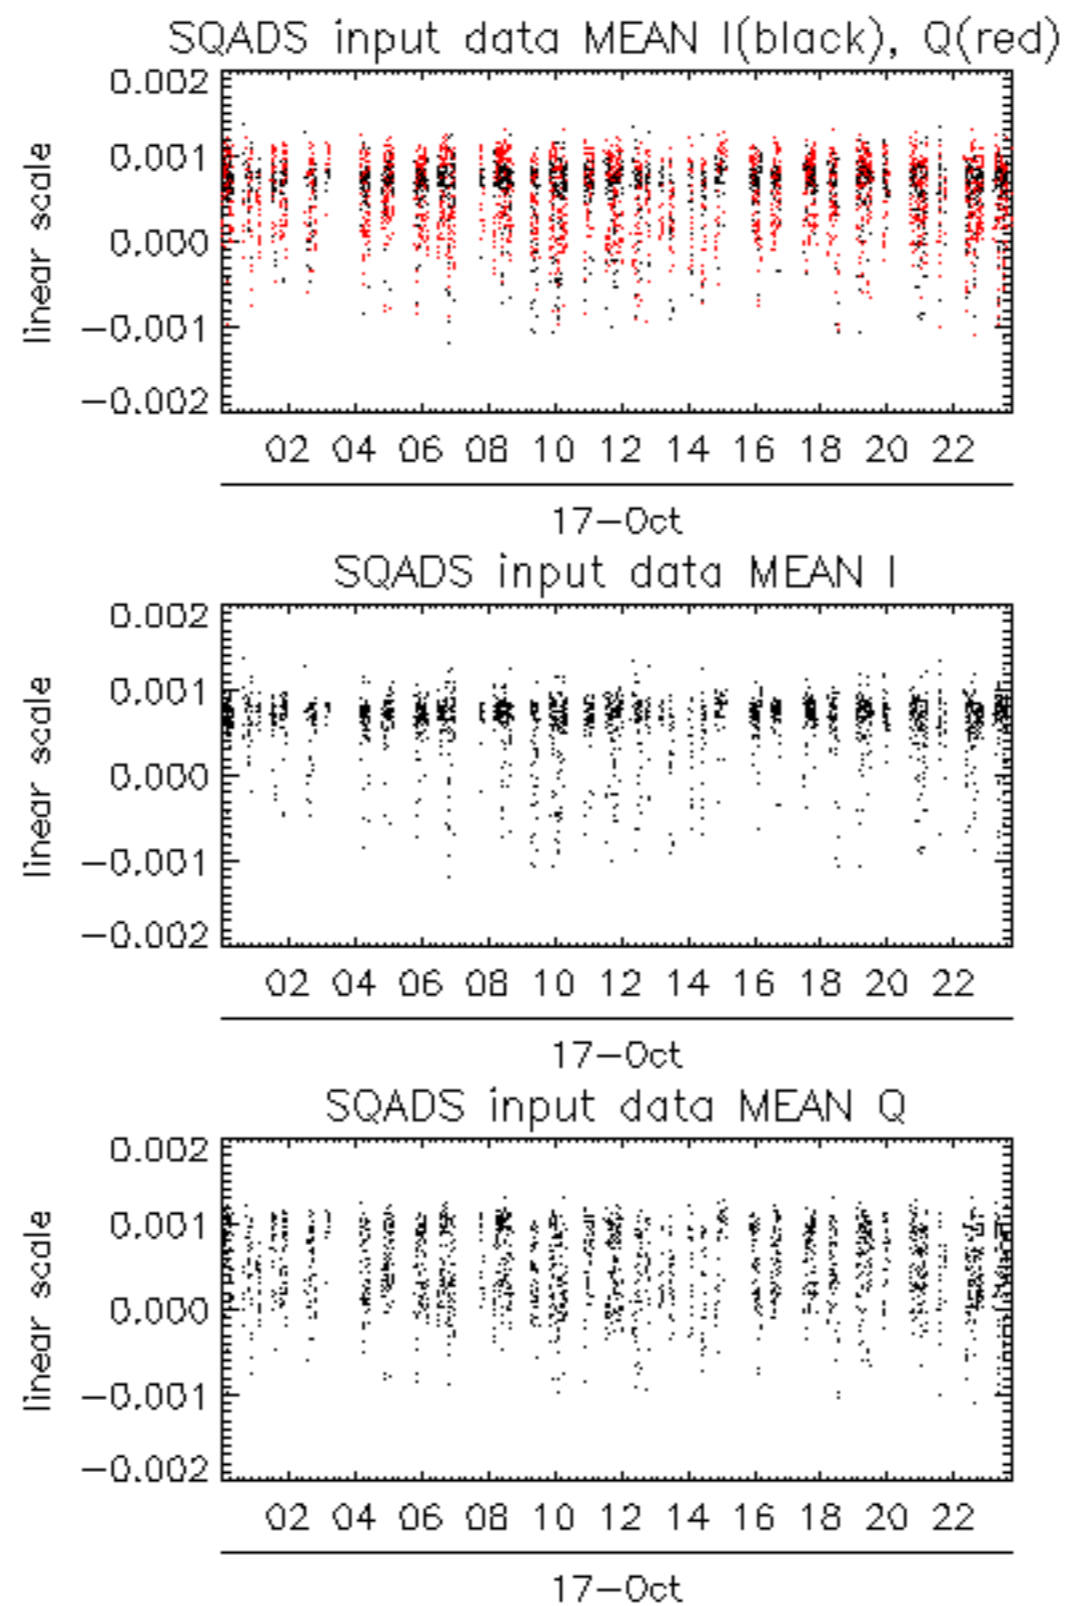 SQADS input data MEAN I(black), Q(red)
0.002
0.001
0.000
−0.001
−0.002
linear scale
02 04 06 08 10 12 14 16 18 20 22
17−Oct
SQADS input data MEAN I
0.002
0.001
0.000
−0.001
−0.002
linear scale
02 04 06 08 10 12 14 16 18 20 22
17−Oct
SQADS input data MEAN Q
0.002
0.001
0.000
−0.001
−0.002
linear scale
02 04 06 08 10 12 14 16 18 20 22
17−Oct